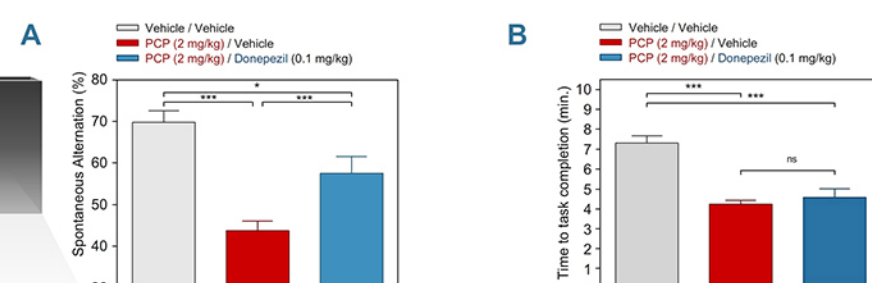 A
Vehicle / Vehicle
PCP (2 mg/kg) / Vehicle
PCP (2 mg/kg) / Donepezil (0.1 mg/kg)
Spontaneous Alternation (%)
80
70
60
50
40
*
***
***
B
Vehicle / Vehicle
PCP (2 mg/kg) / Vehicle
PCP (2 mg/kg) / Donepezil (0.1 mg/kg)
Time to task completion (min.)
10
9
8
7
6
5
4
3
2
1
***
***
ns